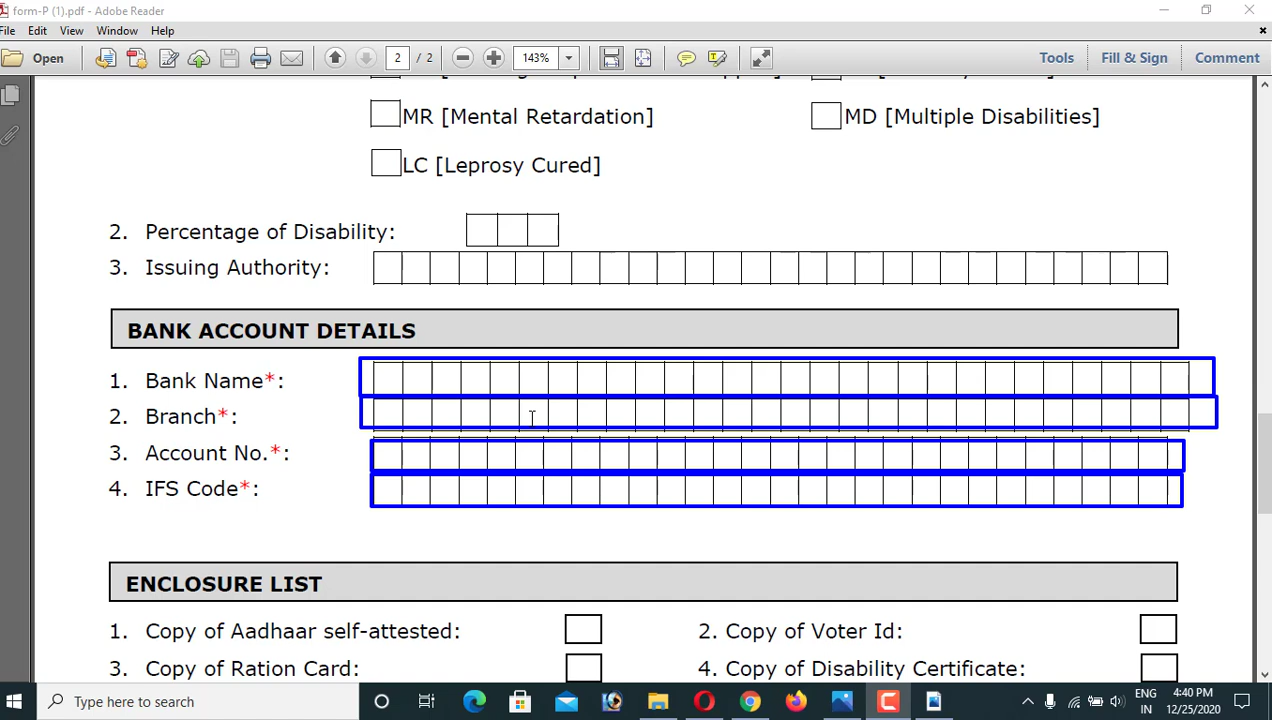 form-P (1).pdf - Adobe Reader
File Edit View Window Help
Open 2 / 2 143% Tools Fill & Sign Comment
MR [Mental Retardation] MD [Multiple Disabilities]
LC [Leprosy Cured]
2. Percentage of Disability:
3. Issuing Authority:
BANK ACCOUNT DETAILS
1. Bank Name*:
2. Branch*:
3. Account No.*:
4. IFS Code*:
ENCLOSURE LIST
1. Copy of Aadhaar self-attested: 2. Copy of Voter Id:
3. Copy of Ration Card: 4. Copy of Disability Certificate:
Type here to search ENG 4:40 PM
IN 12/25/2020